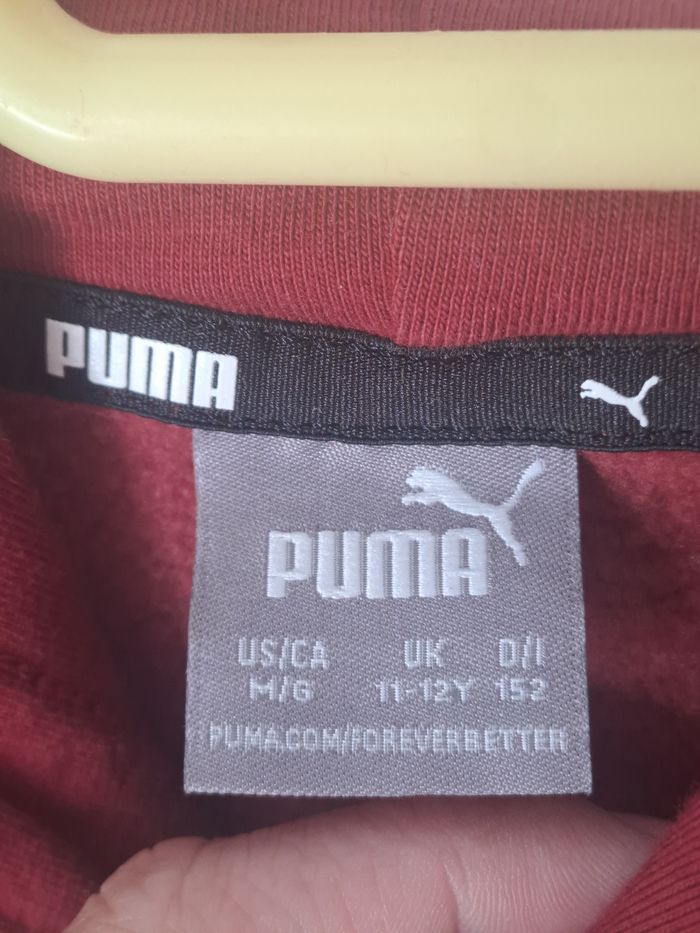 PUMA
PUMA
US/CA UK D/I
M/G 11-12Y 152
PUMA.COM/FOREVERBETTER